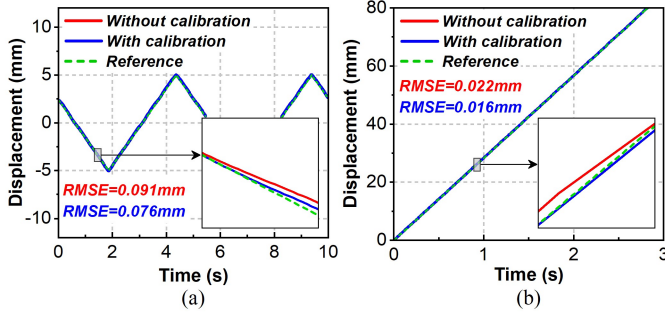 (a)
Displacement (mm)
10
5
0
-5
-10
Without calibration
With calibration
Reference
RMSE=0.091mm
RMSE=0.076mm
0 2 4 6 8 10
Time (s)
(a)
(b)
Displacement (mm)
80
60
40
20
0
Without calibration
With calibration
Reference
RMSE=0.022mm
RMSE=0.016mm
0 1 2 3
Time (s)
(b)